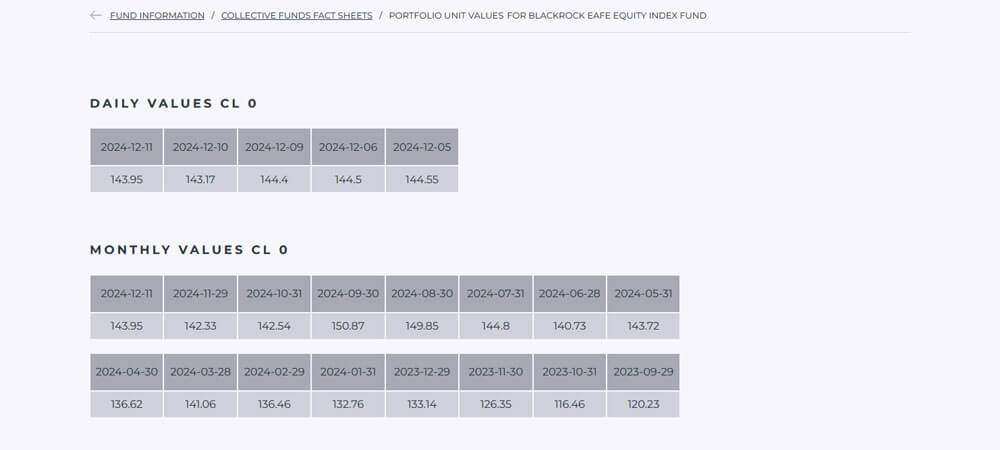 ← FUND INFORMATION / COLLECTIVE FUNDS FACT SHEETS / PORTFOLIO UNIT VALUES FOR BLACKROCK EAFE EQUITY INDEX FUND
DAILY VALUES CL 0
2024-12-11 2024-12-10 2024-12-09 2024-12-06 2024-12-05
143.95 143.17 144.4 144.5 144.55
MONTHLY VALUES CL 0
2024-12-11 2024-11-29 2024-10-31 2024-09-30 2024-08-30 2024-07-31 2024-06-28 2024-05-31
143.95 142.33 142.54 150.87 149.85 144.8 140.73 143.72
2024-04-30 2024-03-28 2024-02-29 2024-01-31 2023-12-29 2023-11-30 2023-10-31 2023-09-29
136.62 141.06 136.46 132.76 133.14 126.35 116.46 120.23